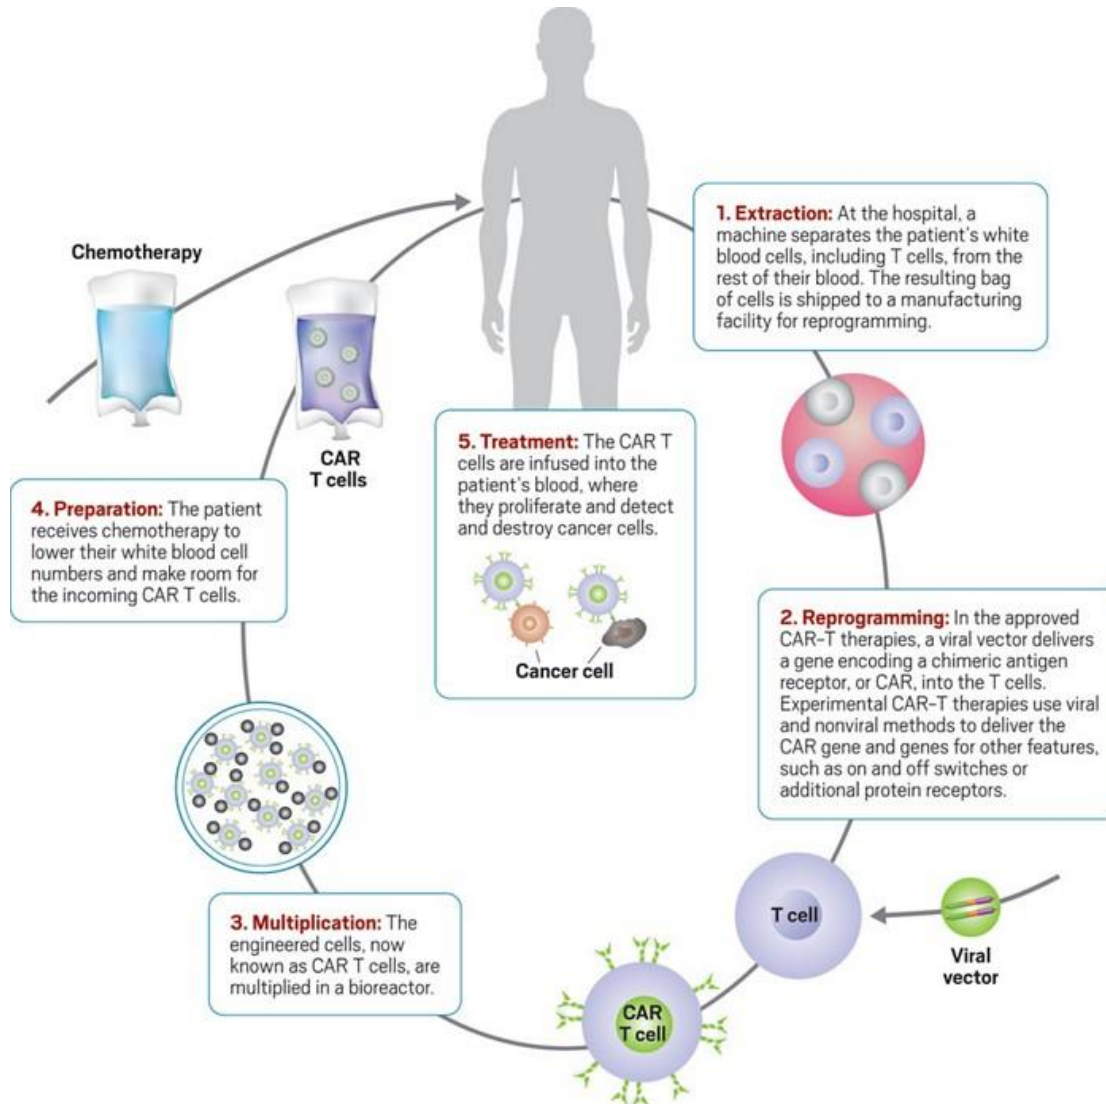 1. Extraction: At the hospital, a
machine separates the patient's white
blood cells, including T cells, from the
rest of their blood. The resulting bag
of cells is shipped to a manufacturing
facility for reprogramming.
2. Reprogramming: In the approved
CAR–T therapies, a viral vector delivers
a gene encoding a chimeric antigen
receptor, or CAR, into the T cells.
Experimental CAR–T therapies use viral
and nonviral methods to deliver the
CAR gene and genes for other features,
such as on and off switches or
additional protein receptors.
T cell
Viral
vector
CAR
T cell
3. Multiplication: The
engineered cells, now
known as CAR T cells, are
multiplied in a bioreactor.
4. Preparation: The patient
receives chemotherapy to
lower their white blood cell
numbers and make room for
the incoming CAR T cells.
Chemotherapy
CAR
T cells
5. Treatment: The CAR T
cells are infused into the
patient's blood, where
they proliferate and detect
and destroy cancer cells.
Cancer cell